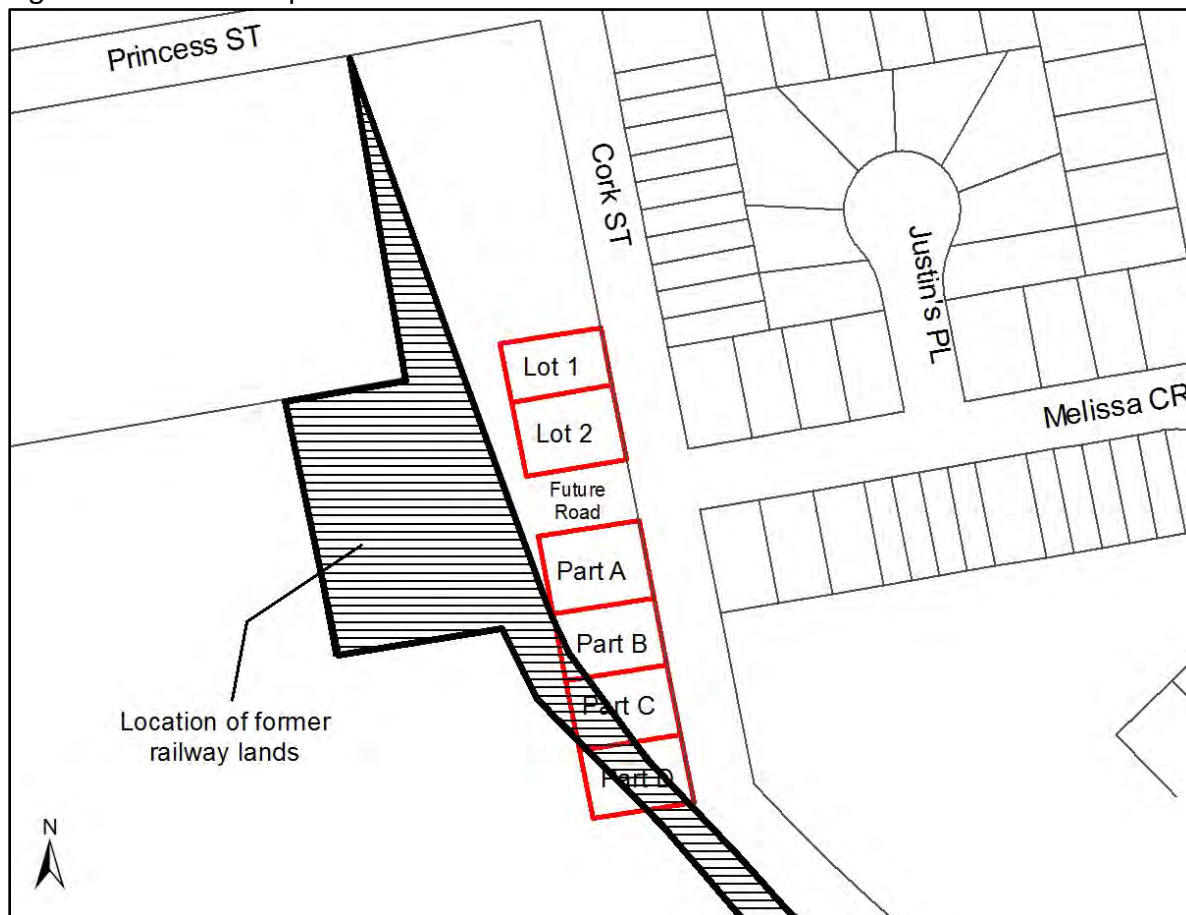 Princess ST
Cork ST
Justin's PL
Melissa CR
Lot 1
Lot 2
Future
Road
Part A
Part B
Part C
Part D
Location of former
railway lands
N